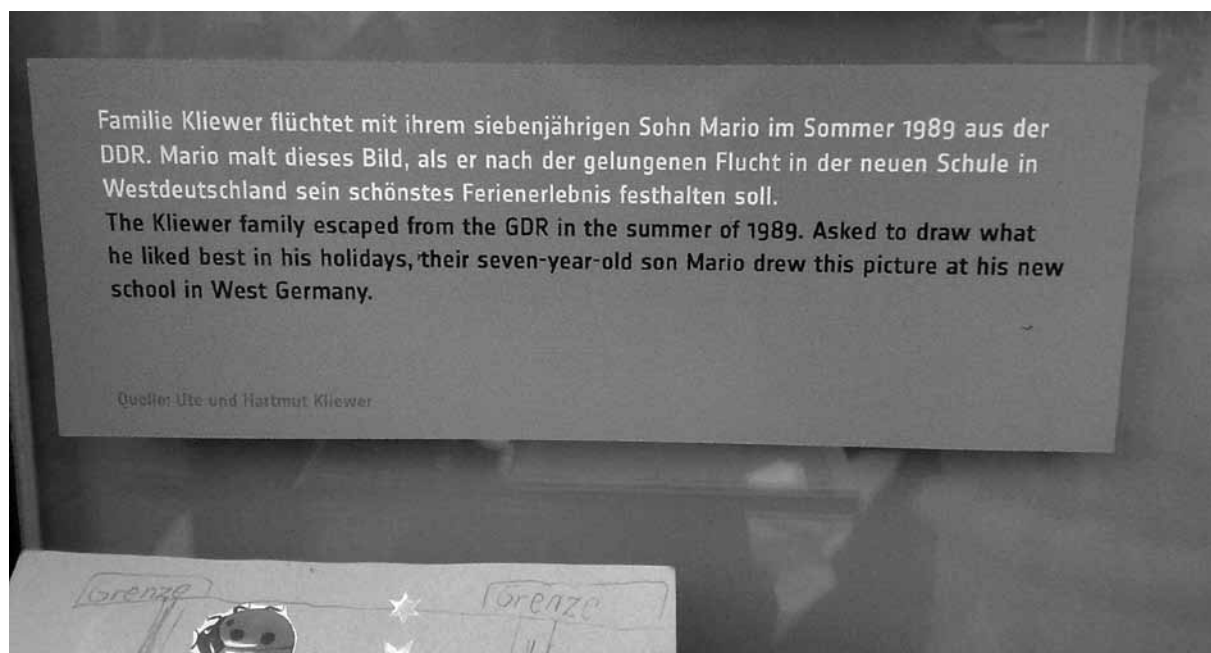 Familie Kliewer flüchtet mit ihrem siebenjährigen Sohn Mario im Sommer 1989 aus der
DDR. Mario malt dieses Bild, als er nach der gelungenen Flucht in der neuen Schule in
Westdeutschland sein schönstes Ferienerlebnis festhalten soll.
The Kliewer family escaped from the GDR in the summer of 1989. Asked to draw what
he liked best in his holidays, their seven-year-old son Mario drew this picture at his new
school in West Germany.
Quelle: Ute und Hartmut Kliewer
Grenze Grenze